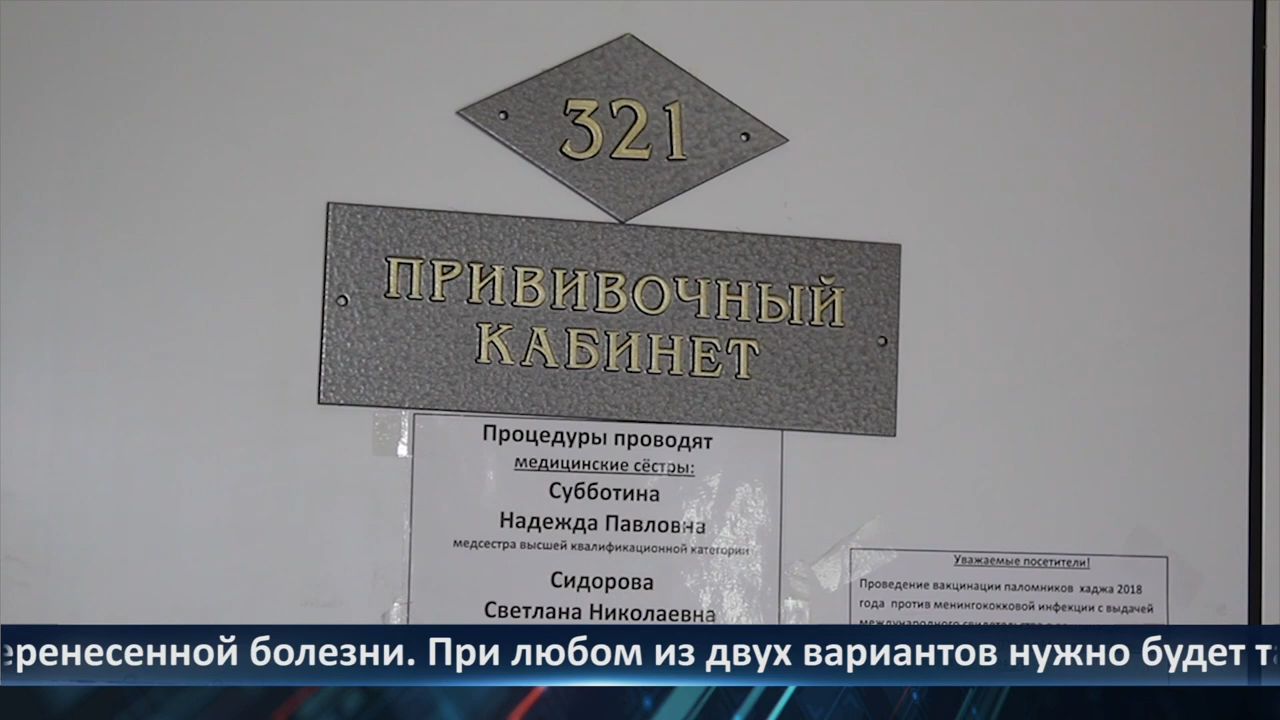 321
ПРИВИВОЧНЫЙ
КАБИНЕТ
Процедуры проводят
медицинские сёстры:
Субботина
Надежда Павловна
медсестра высшей квалификационной категории
Сидорова
Светлана Николаевна
Уважаемые посетители!
Проведение вакцинации паломников хаджа 2018
года против менингококковой инфекции с выдачей
международного
еренесенной болезни. При любом из двух вариантов нужно будет та